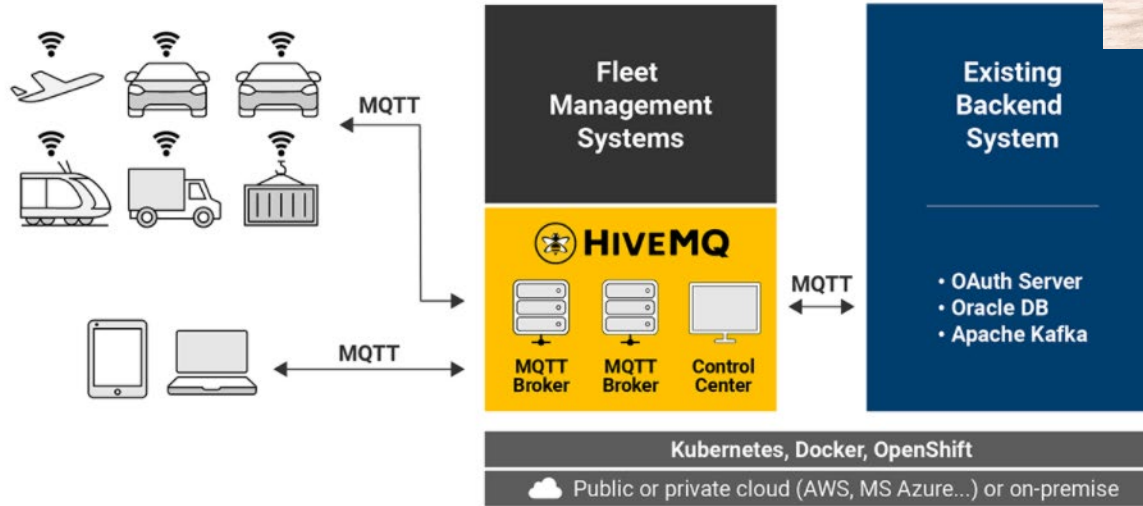 MQTT
Fleet
Management
Systems
Existing
Backend
System
HIVEMQ
MQTT
Broker
MQTT
Broker
Control
Center
MQTT
• OAuth Server
• Oracle DB
• Apache Kafka
MQTT
Kubernetes, Docker, OpenShift
Public or private cloud (AWS, MS Azure...) or on-premise